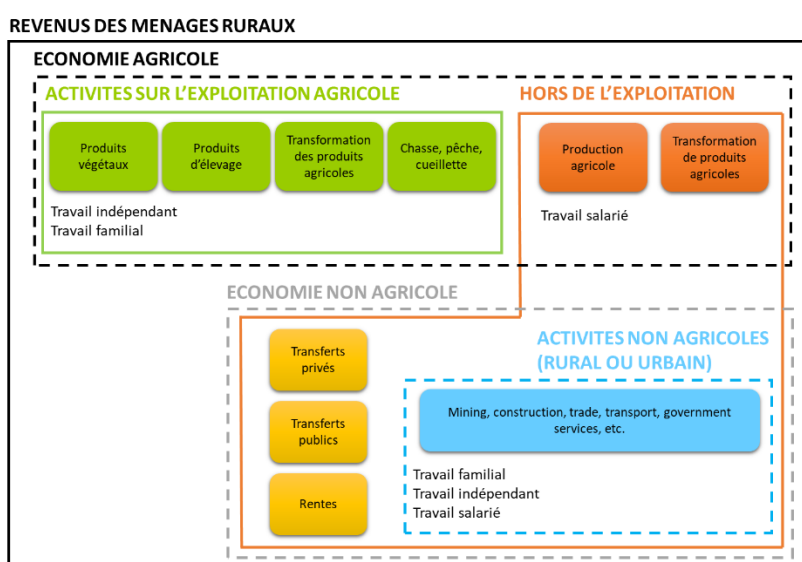 REVENUS DES MENAGES RURAUX
ECONOMIE AGRICOLE
ACTIVITES SUR L'EXPLOITATION AGRICOLE
Produits
végétaux
Produits
d'élevage
Transformation
des produits
agricoles
Chasse, pêche,
cueillette
Travail indépendant
Travail familial
HORS DE L'EXPLOITATION
Production
agricole
Transformation
de produits
agricoles
Travail salarié
ECONOMIE NON AGRICOLE
Transferts
privés
Transferts
publics
Rentes
ACTIVITES NON AGRICOLES
(RURAL OU URBAIN)
Mining, construction, trade, transport, government
services, etc.
Travail familial
Travail indépendant
Travail salarié